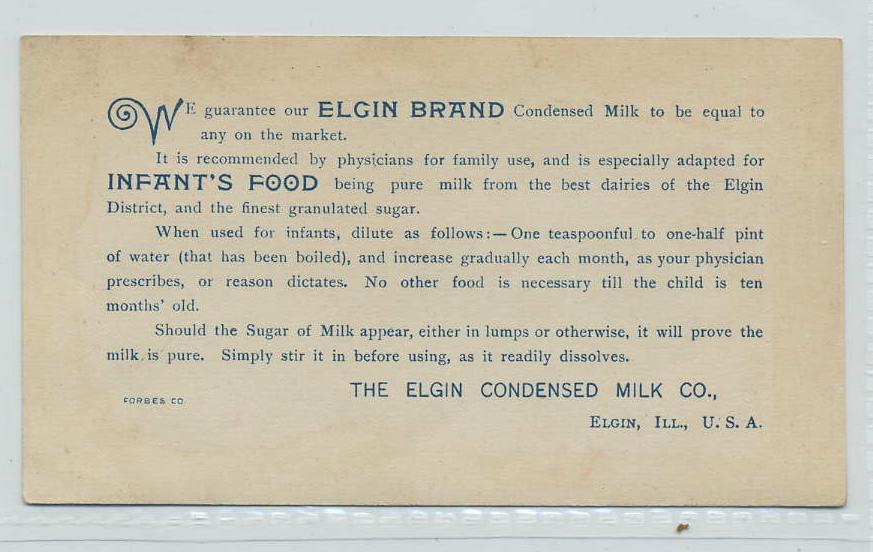 WE guarantee our ELGIN BRAND Condensed Milk to be equal to
any on the market.
It is recommended by physicians for family use, and is especially adapted for
INFANT'S FOOD being pure milk from the best dairies of the Elgin
District, and the finest granulated sugar.
When used for infants, dilute as follows:—One teaspoonful to one-half pint
of water (that has been boiled), and increase gradually each month, as your physician
prescribes, or reason dictates. No other food is necessary till the child is ten
months' old.
Should the Sugar of Milk appear, either in lumps or otherwise, it will prove the
milk is pure. Simply stir it in before using, as it readily dissolves.
THE ELGIN CONDENSED MILK CO.,
FORBES CO.
ELGIN, ILL., U. S. A.